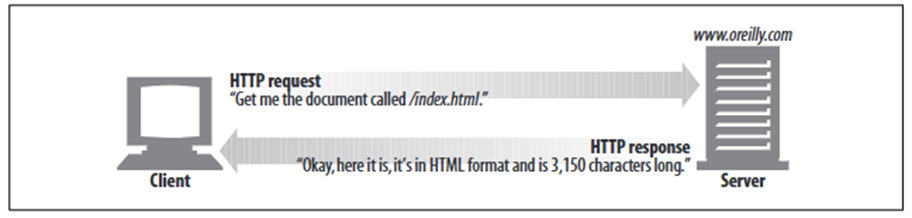 www.oreilly.com
HTTP request
“Get me the document called /index.html.”
HTTP response
“Okay, here it is, it’s in HTML format and is 3,150 characters long.”
Client
Server